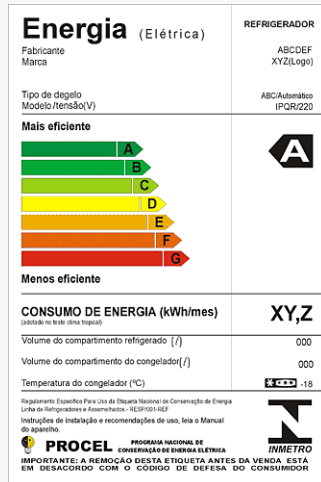 Energia (Elétrica) REFRIGERADOR
Fabricante ABCDEF
Marca XYZ(Logo)
Tipo de degelo ABC/Automático
Modelo/tensão(V) IPQR/220
Mais eficiente
A A
B
C
D
E
F
G
Menos eficiente
CONSUMO DE ENERGIA (kWh/mes) XY,Z
(adotado no teste clima tropical)
Volume do compartimento refrigerado (l) 000
Volume do compartimento do congelador(l) 000
Temperatura do congelador (ºC) -18
Regulamento Específico Para Uso da Etiqueta Nacional de Conservação de Energia
Linha de Refrigeradores e Assemelhados - RESP/001-REF
Instruções de instalação e recomendações de uso, leia o Manual
do aparelho.
PROCEL PROGRAMA NACIONAL DE
CONSERVAÇÃO DE ENERGIA ELÉTRICA
INMETRO
IMPORTANTE: A REMOÇÃO DESTA ETIQUETA ANTES DA VENDA ESTÁ
EM DESACORDO COM O CÓDIGO DE DEFESA DO CONSUMIDOR